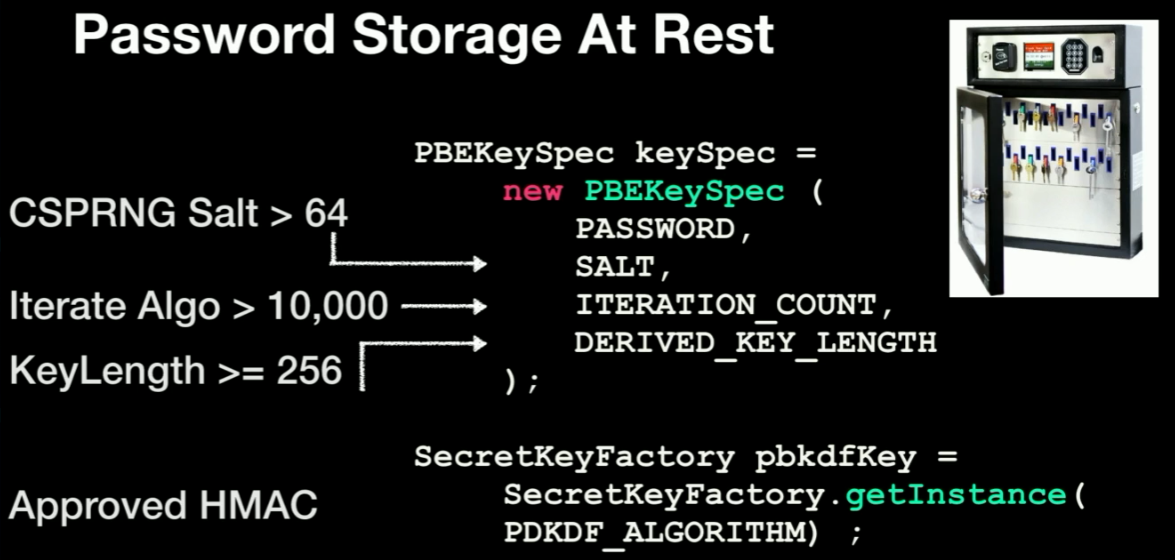 Password Storage At Rest
PBEKeySpec keySpec =
new PBEKeySpec (
CSPRNG Salt > 64
PASSWORD,
SALT,
Iterate Algo > 10,000
ITERATION_COUNT,
DERIVED_KEY_LENGTH
KeyLength >= 256
);
SecretKeyFactory pbkdfKey =
SecretKeyFactory.getInstance(
Approved HMAC
PDKDF_ALGORITHM) ;